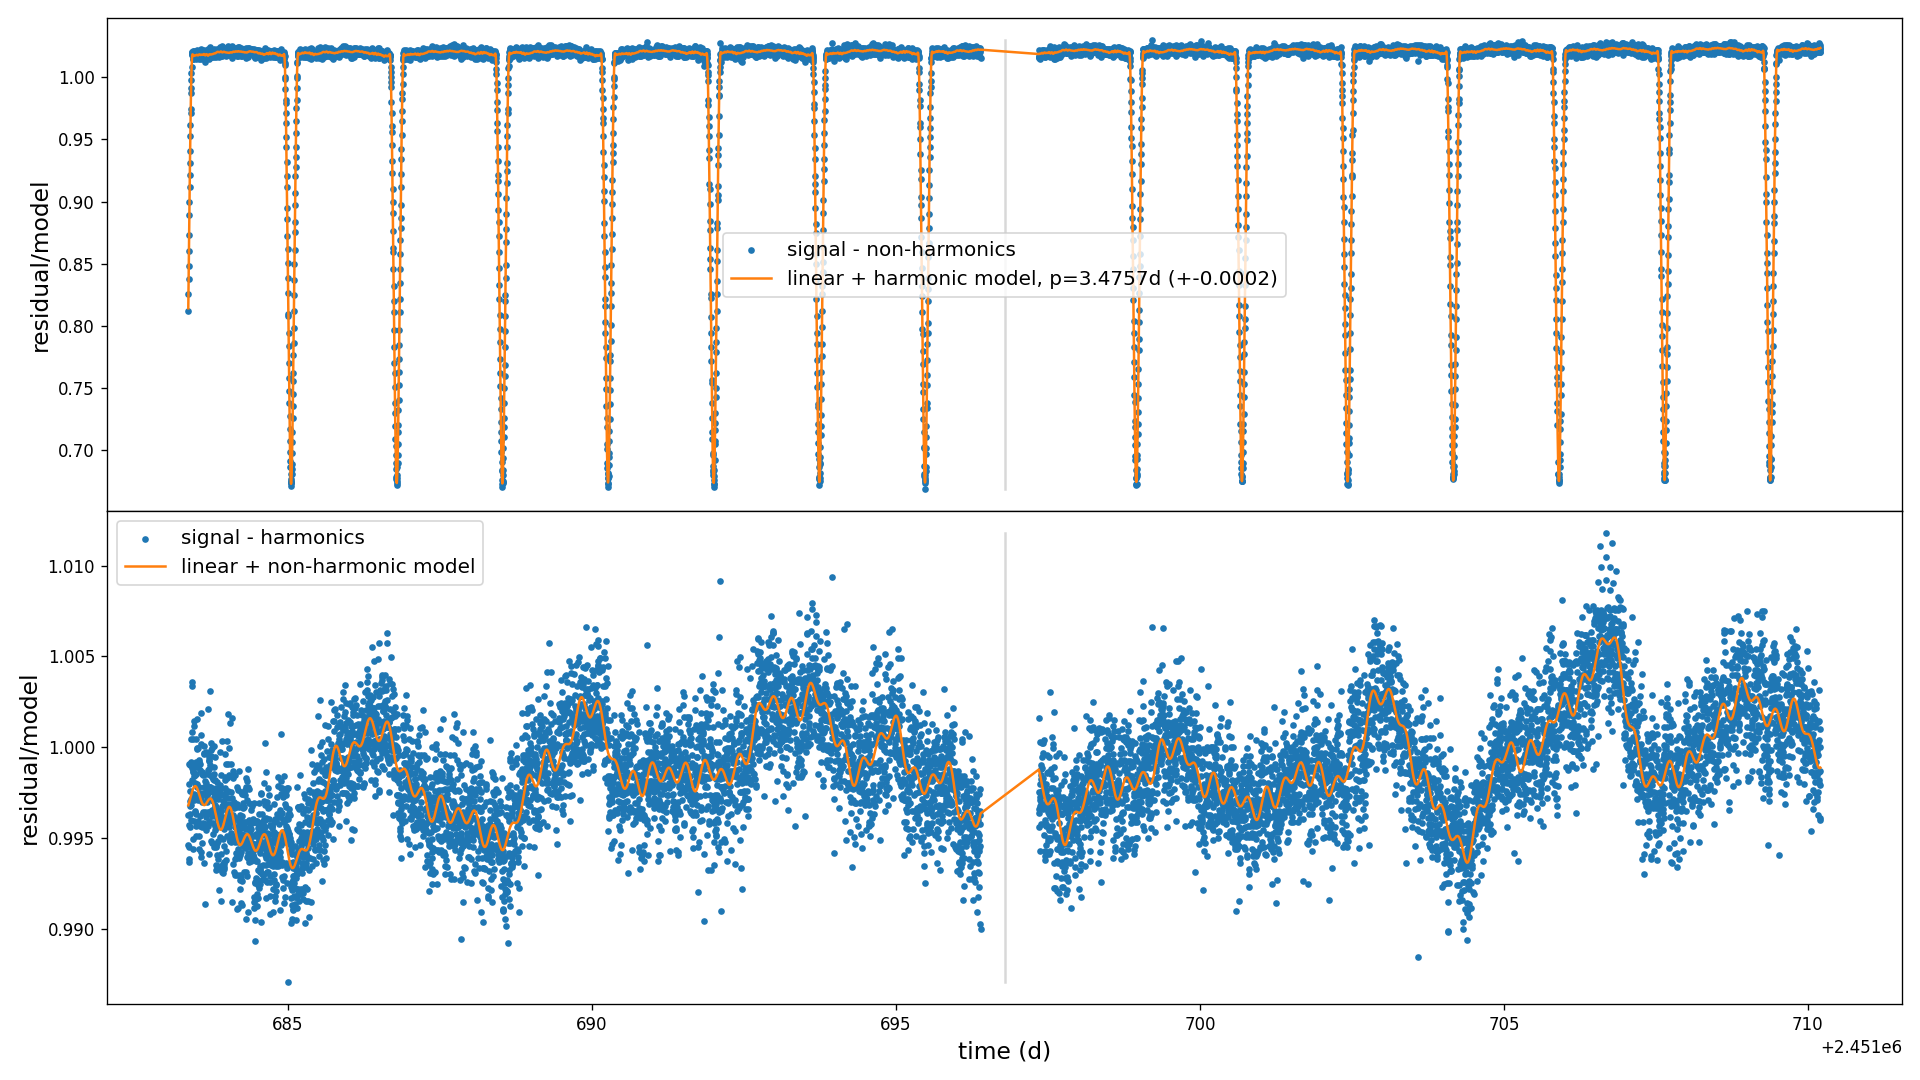 residual/model
1.00
0.95
0.90
0.85
0.80
0.75
0.70
signal - non-harmonics
linear + harmonic model, p=3.4757d (+-0.0002)
residual/model
1.010
1.005
1.000
0.995
0.990
signal - harmonics
linear + non-harmonic model
685
690
695
700
705
710
time (d)
+2.451e6